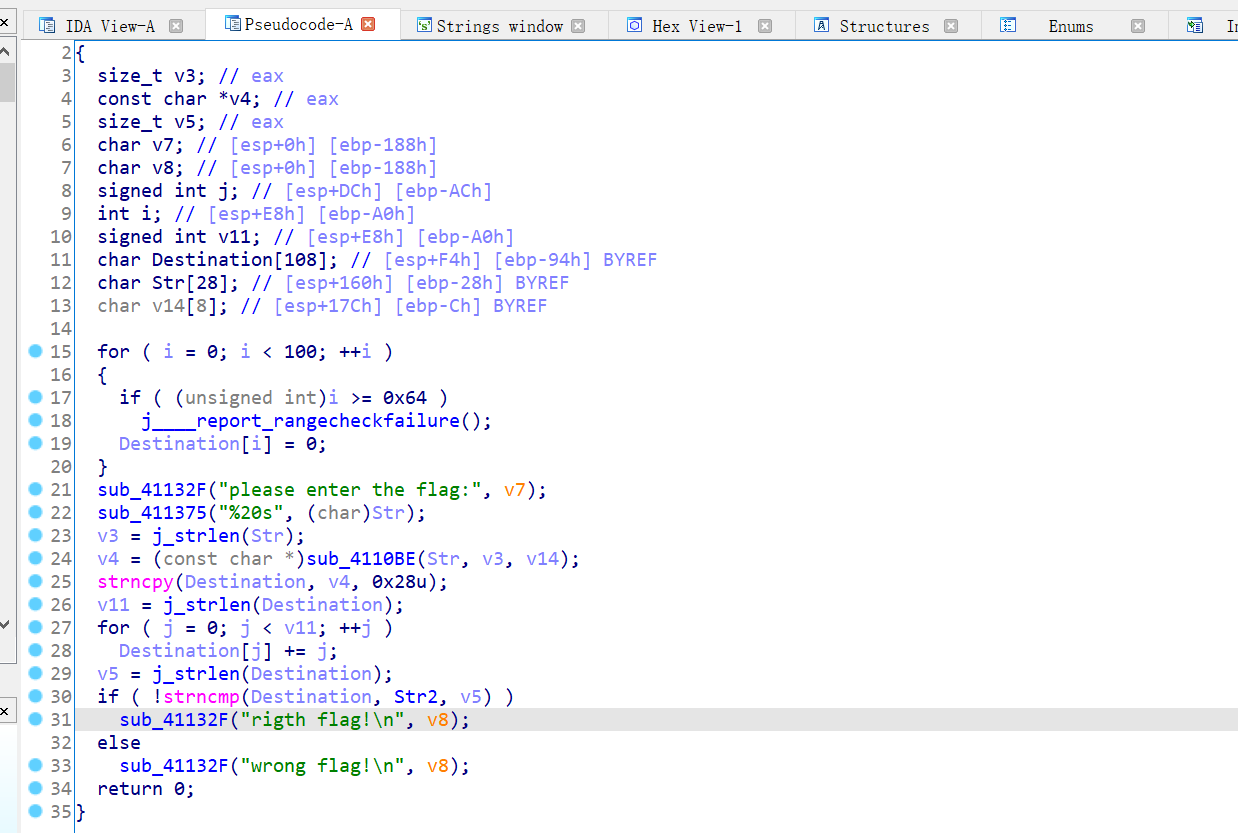 IDA View-A Pseudocode-A Strings window Hex View-1 Structures Enums
2 {
3 size_t v3; // eax
4 const char *v4; // eax
5 size_t v5; // eax
6 char v7; // [esp+0h] [ebp-188h]
7 char v8; // [esp+0h] [ebp-188h]
8 signed int j; // [esp+DCh] [ebp-ACh]
9 int i; // [esp+E8h] [ebp-A0h]
10 signed int v11; // [esp+E8h] [ebp-A0h]
11 char Destination[108]; // [esp+F4h] [ebp-94h] BYREF
12 char Str[28]; // [esp+160h] [ebp-28h] BYREF
13 char v14[8]; // [esp+17Ch] [ebp-Ch] BYREF
14
15 for ( i = 0; i < 100; ++i )
16 {
17 if ( (unsigned int)i >= 0x64 )
18 j____report_rangecheckfailure();
19 Destination[i] = 0;
20 }
21 sub_41132F("please enter the flag:", v7);
22 sub_411375("%20s", (char)Str);
23 v3 = j_strlen(Str);
24 v4 = (const char *)sub_4110BE(Str, v3, v14);
25 strncpy(Destination, v4, 0x28u);
26 v11 = j_strlen(Destination);
27 for ( j = 0; j < v11; ++j )
28 Destination[j] += j;
29 v5 = j_strlen(Destination);
30 if ( !strncmp(Destination, Str2, v5) )
31 sub_41132F("rigth flag!\n", v8);
32 else
33 sub_41132F("wrong flag!\n", v8);
34 return 0;
35 }